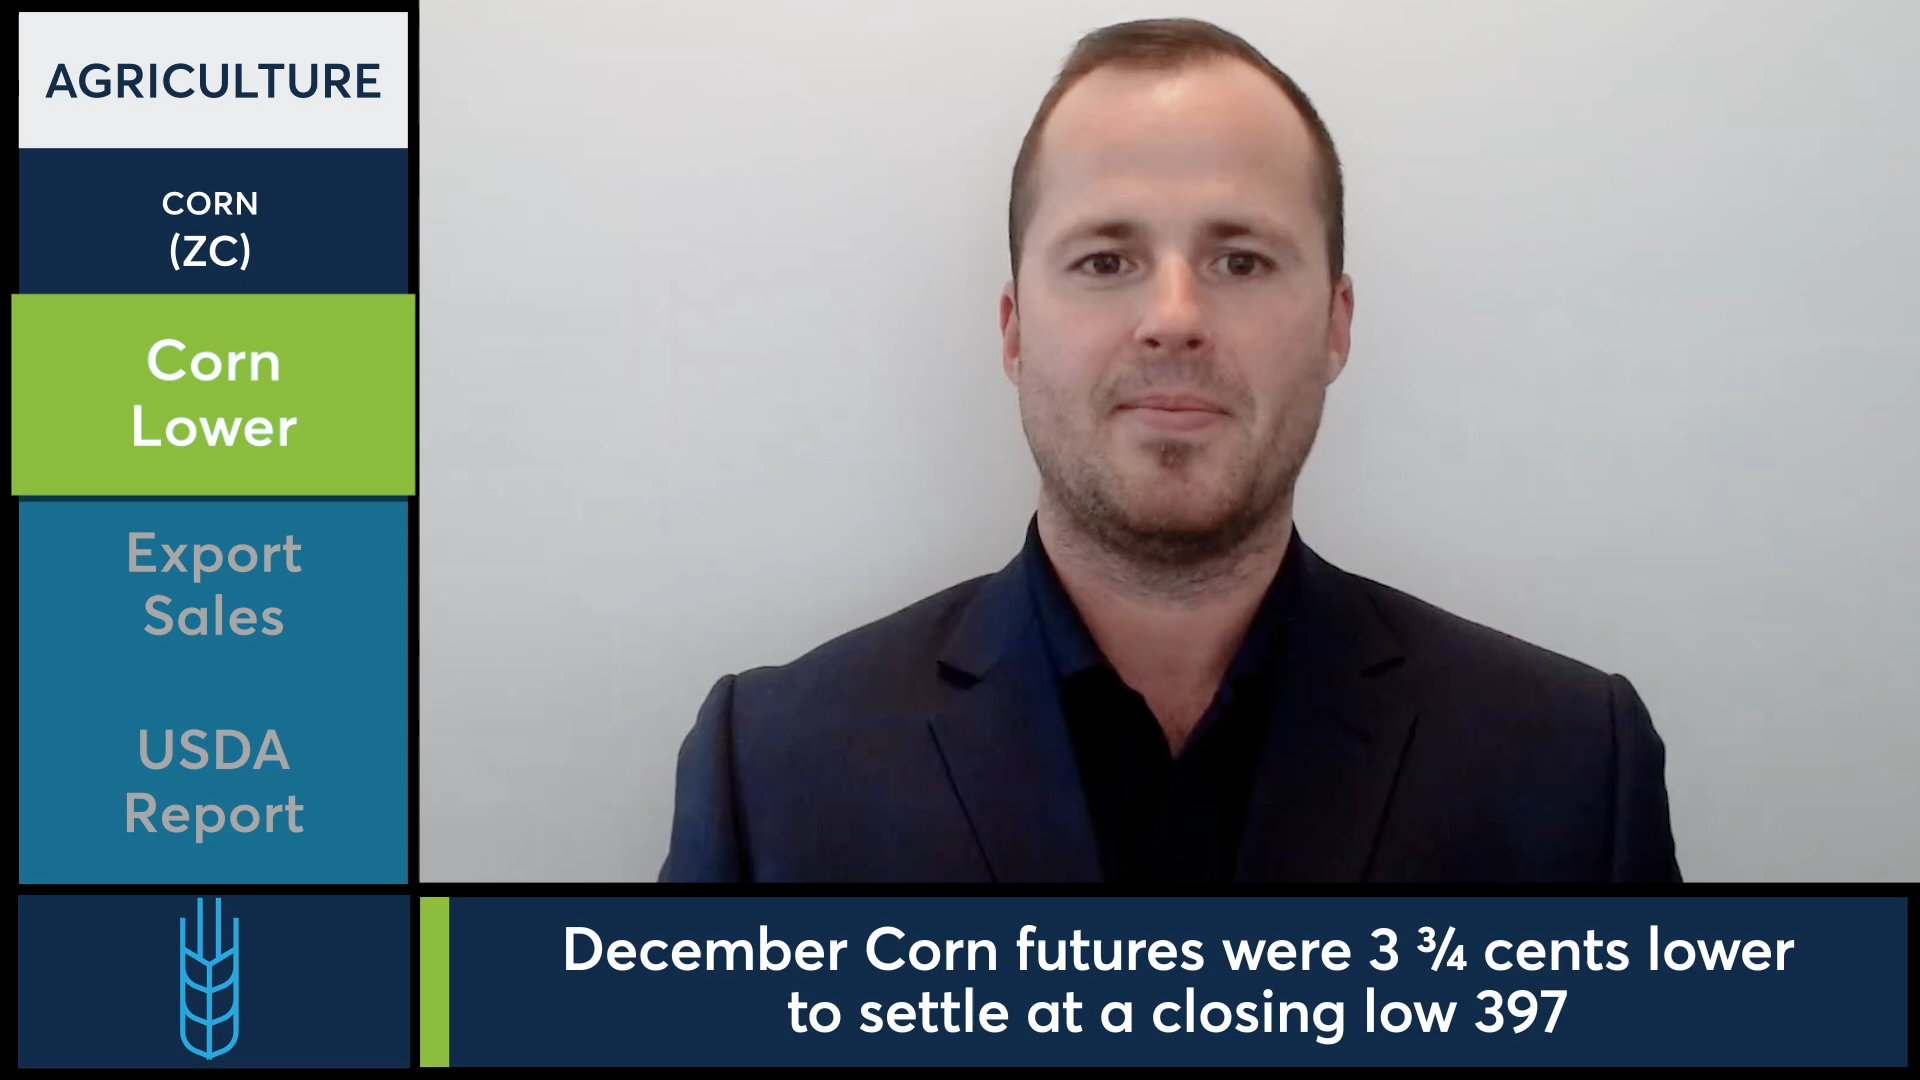 AGRICULTURE
CORN
(ZC)
Corn
Lower
Export
Sales
USDA
Report
December Corn futures were 3 ¾ cents lower
to settle at a closing low 397